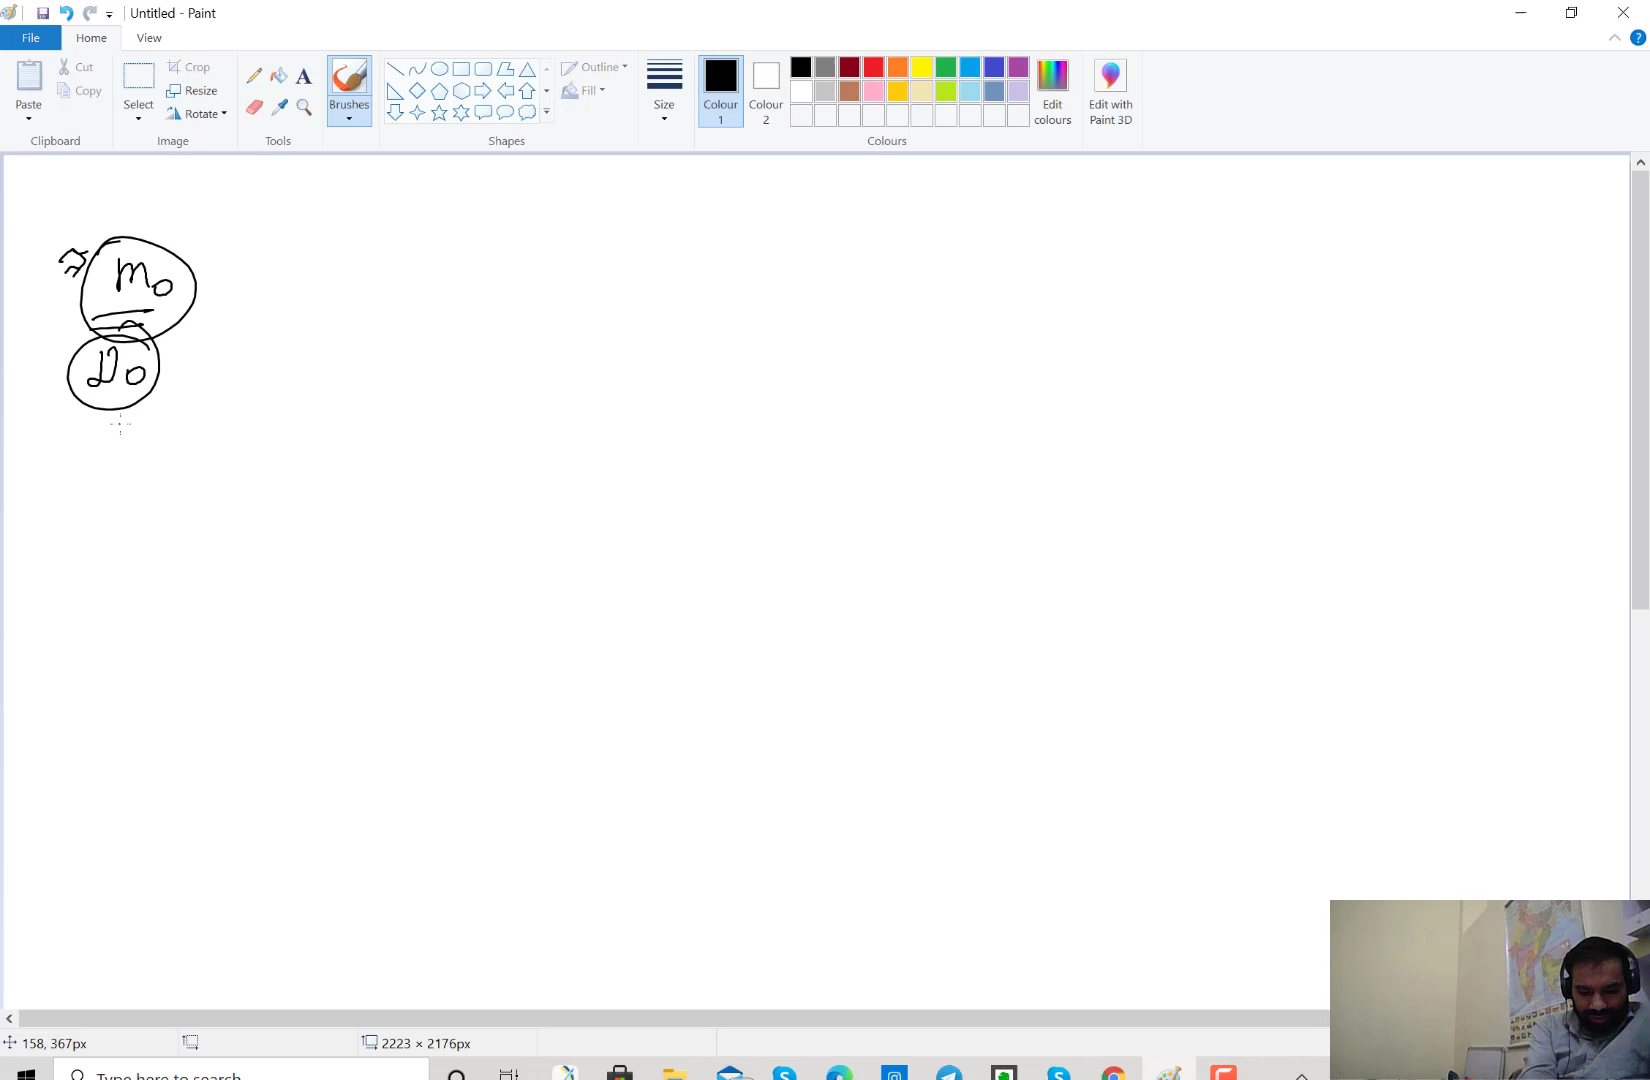 Untitled - Paint
File
Home
View
Paste
Cut
Copy
Select
Crop
Resize
Rotate
Brushes
Outline
Fill
Size
Colour 1
Colour 2
Edit colours
Edit with Paint 3D
Clipboard
Image
Tools
Shapes
Colours
mo
158, 367px
2223 × 2176px
Type here to search